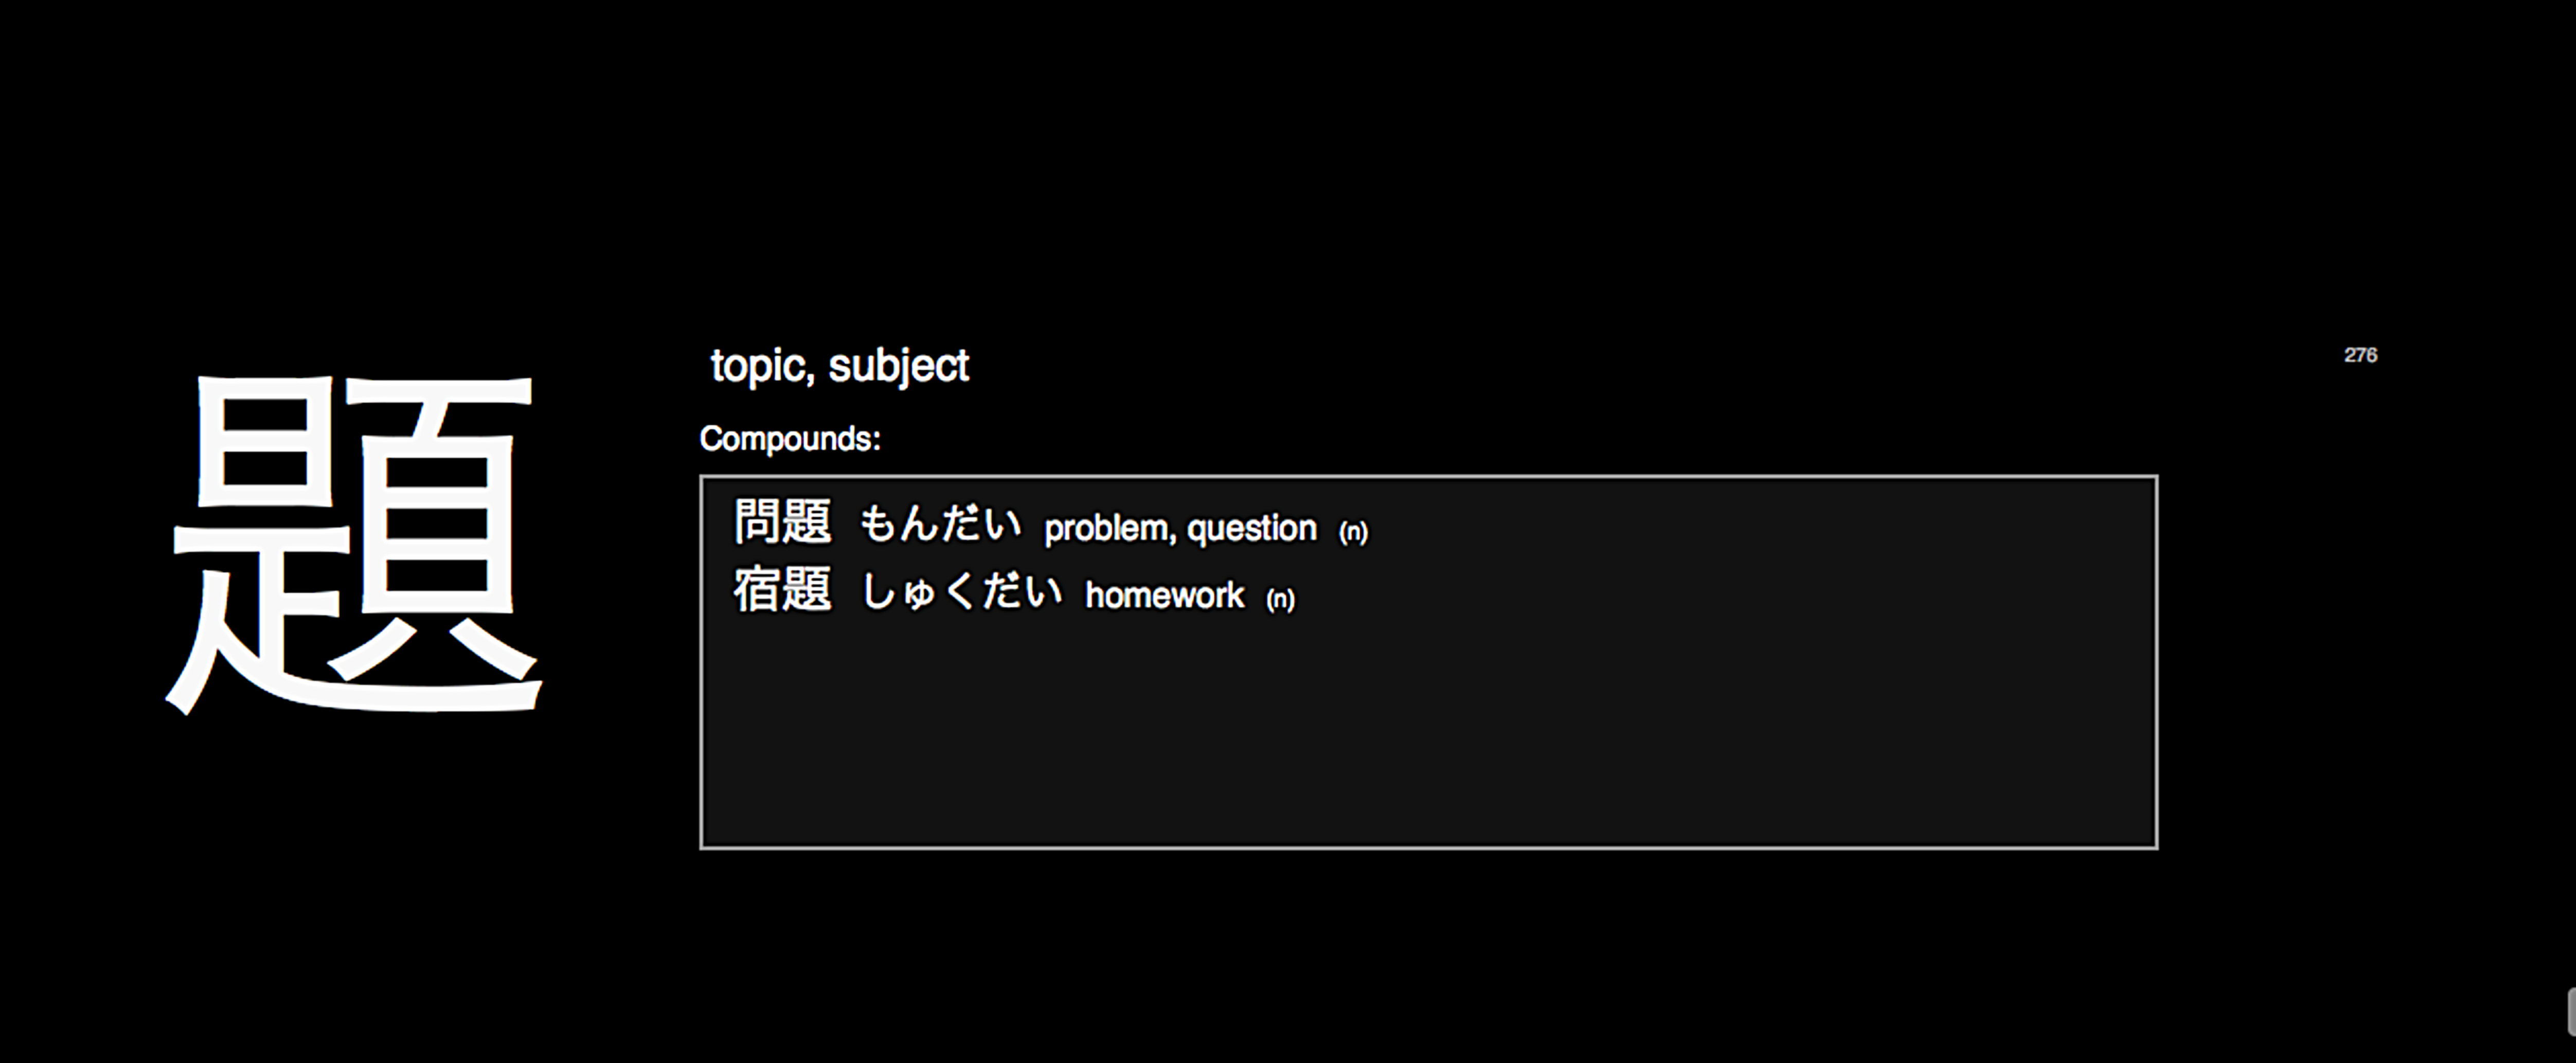 題
topic, subject
276
Compounds:
問題 もんだい problem, question (n)
宿題 しゅくだい homework (n)